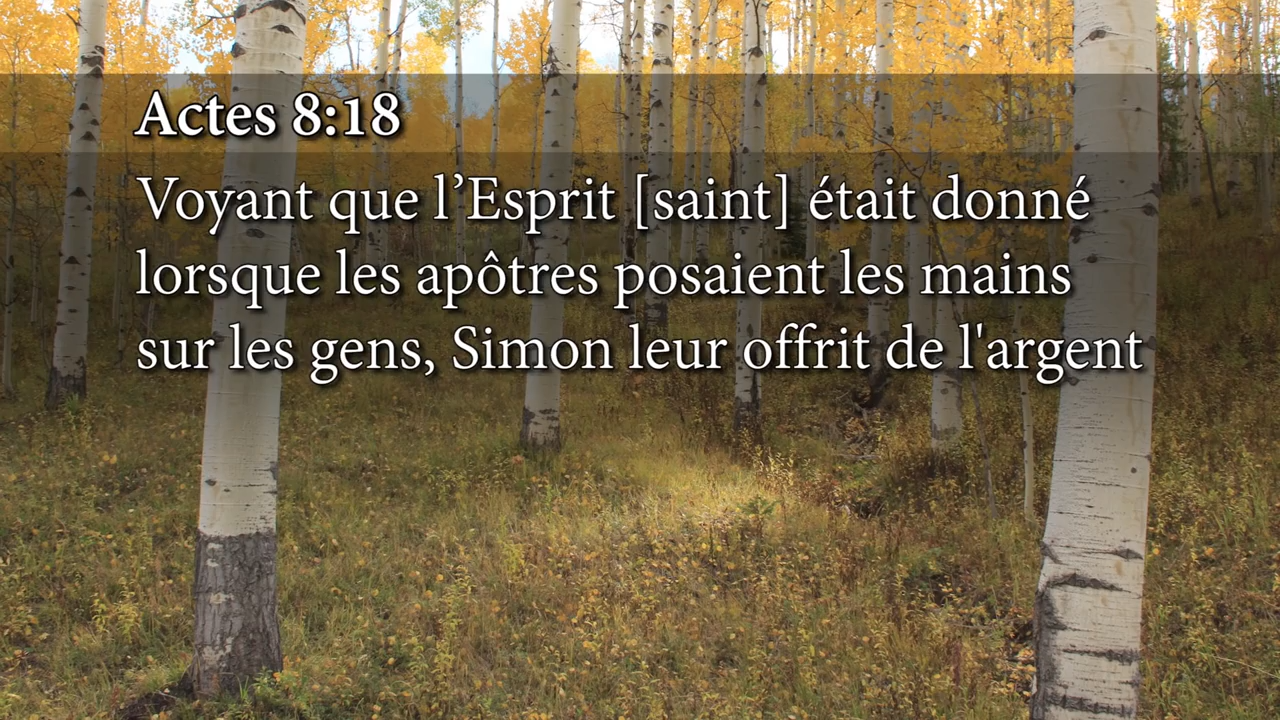 Actes 8:18
Voyant que l’Esprit [saint] était donné
lorsque les apôtres posaient les mains
sur les gens, Simon leur offrit de l'argent